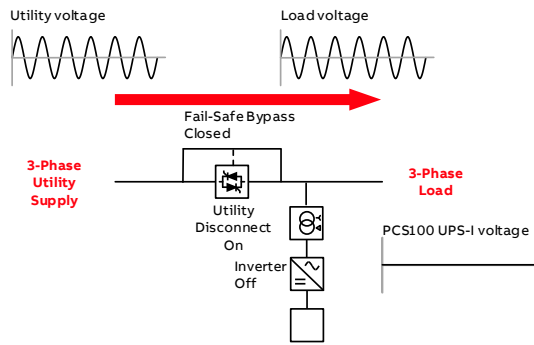 Utility voltage
Load voltage
Fail-Safe Bypass
Closed
3-Phase
Utility
Supply
3-Phase
Load
Utility
Disconnect
On
PCS100 UPS-I voltage
Inverter
Off